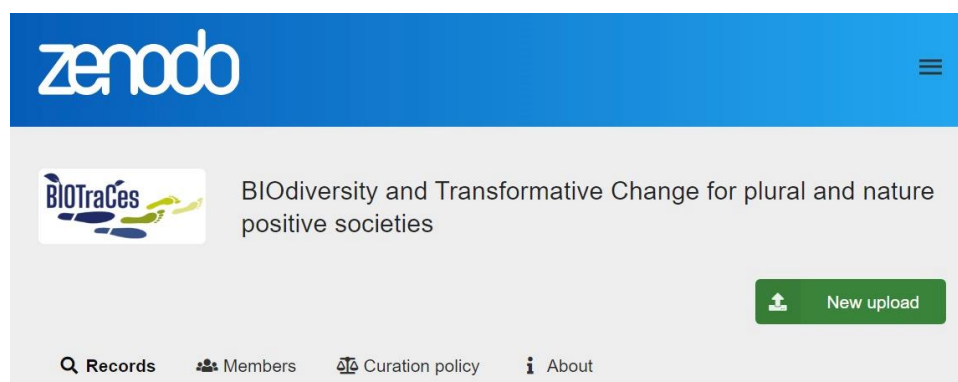 zenodo
BIOTraCes
BIOdiversity and Transformative Change for plural and nature
positive societies
New upload
Records Members Curation policy About